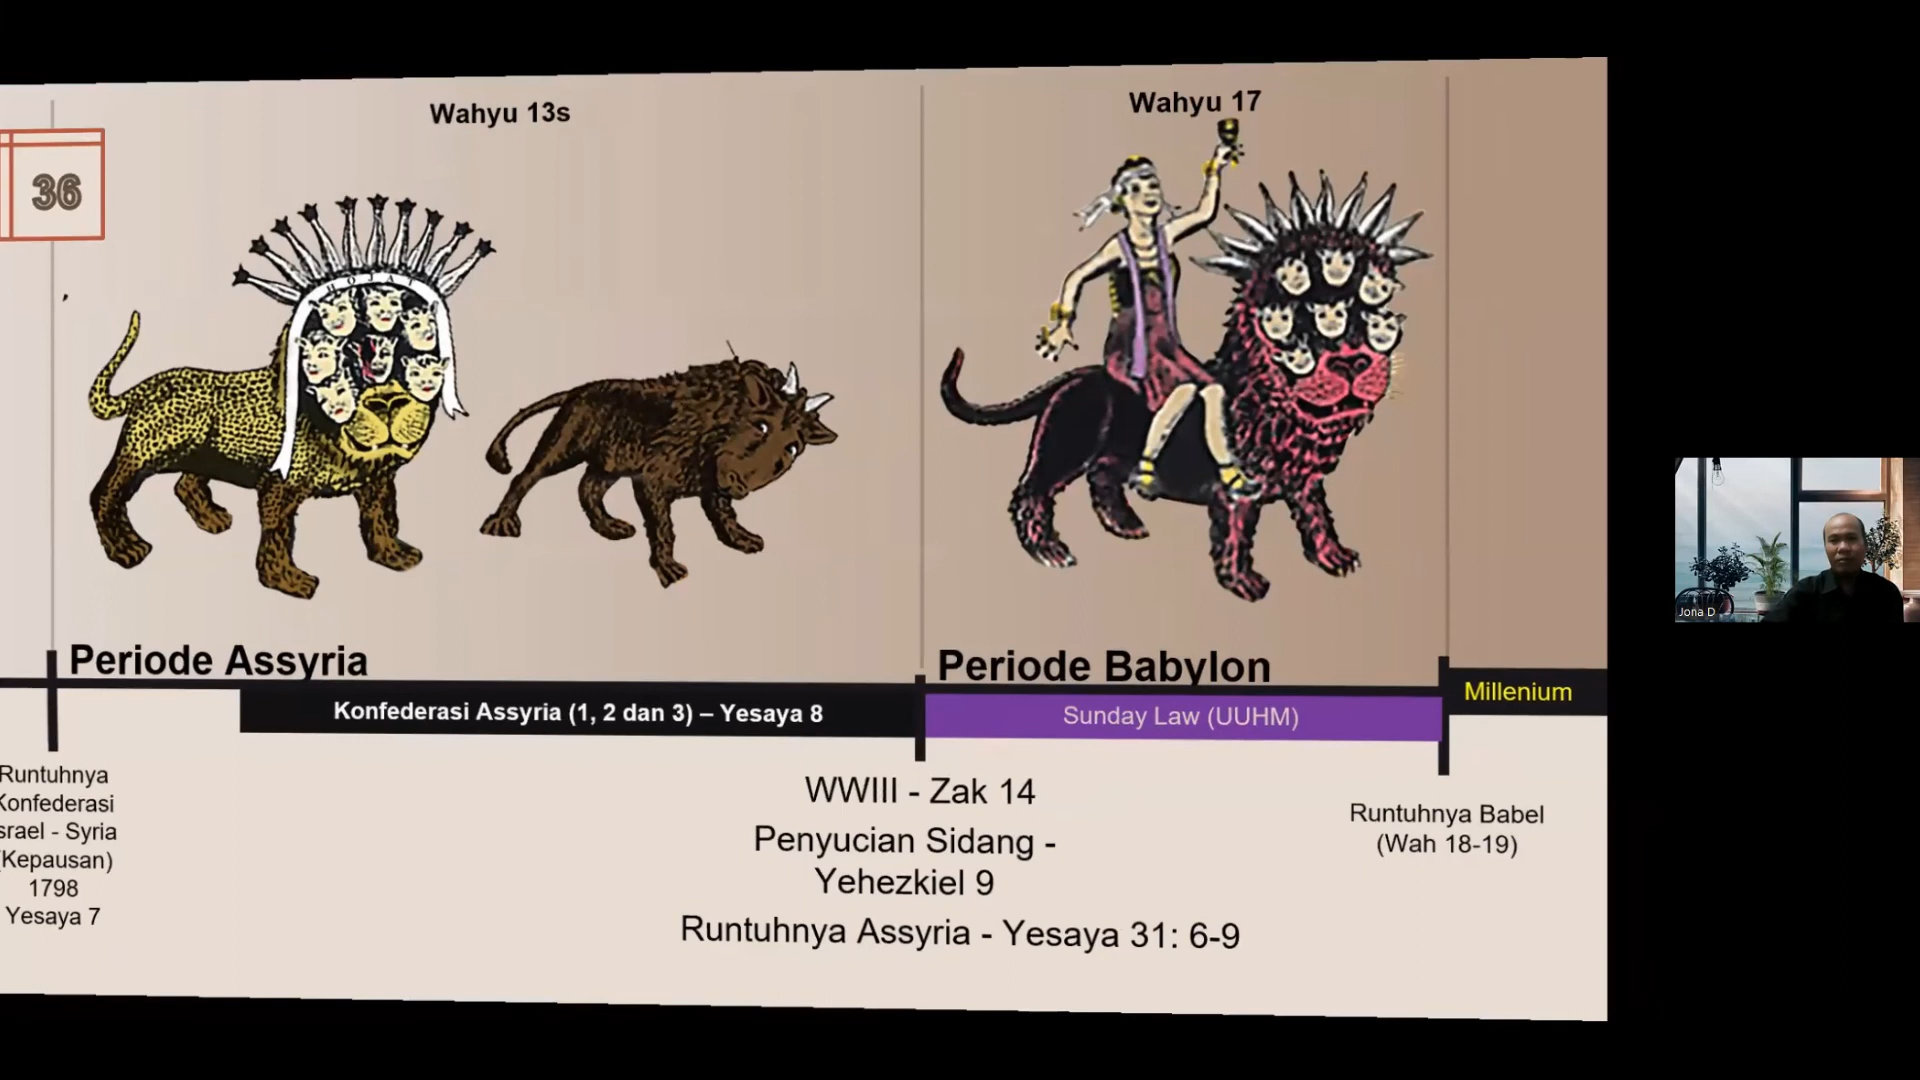 Wahyu 13s
Wahyu 17
36
Periode Assyria
Periode Babylon
Konfederasi Assyria (1, 2 dan 3) – Yesaya 8
Sunday Law (UUHM)
Millenium
Runtuhnya
Konfederasi
srael - Syria
(Kepausan)
1798
Yesaya 7
WWIII - Zak 14
Penyucian Sidang -
Yehezkiel 9
Runtuhnya Assyria - Yesaya 31: 6-9
Runtuhnya Babel
(Wah 18-19)
Jona D